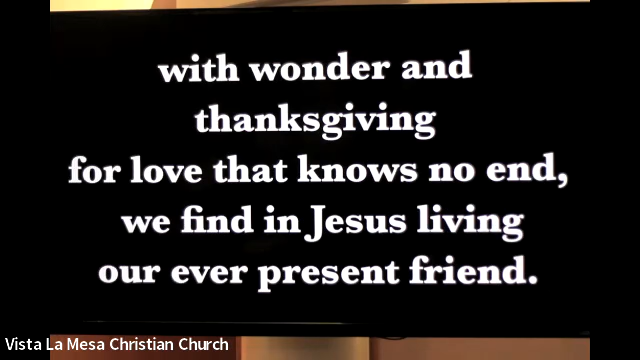 with wonder and
thanksgiving
for love that knows no end,
we find in Jesus living
our ever present friend.
Vista La Mesa Christian Church